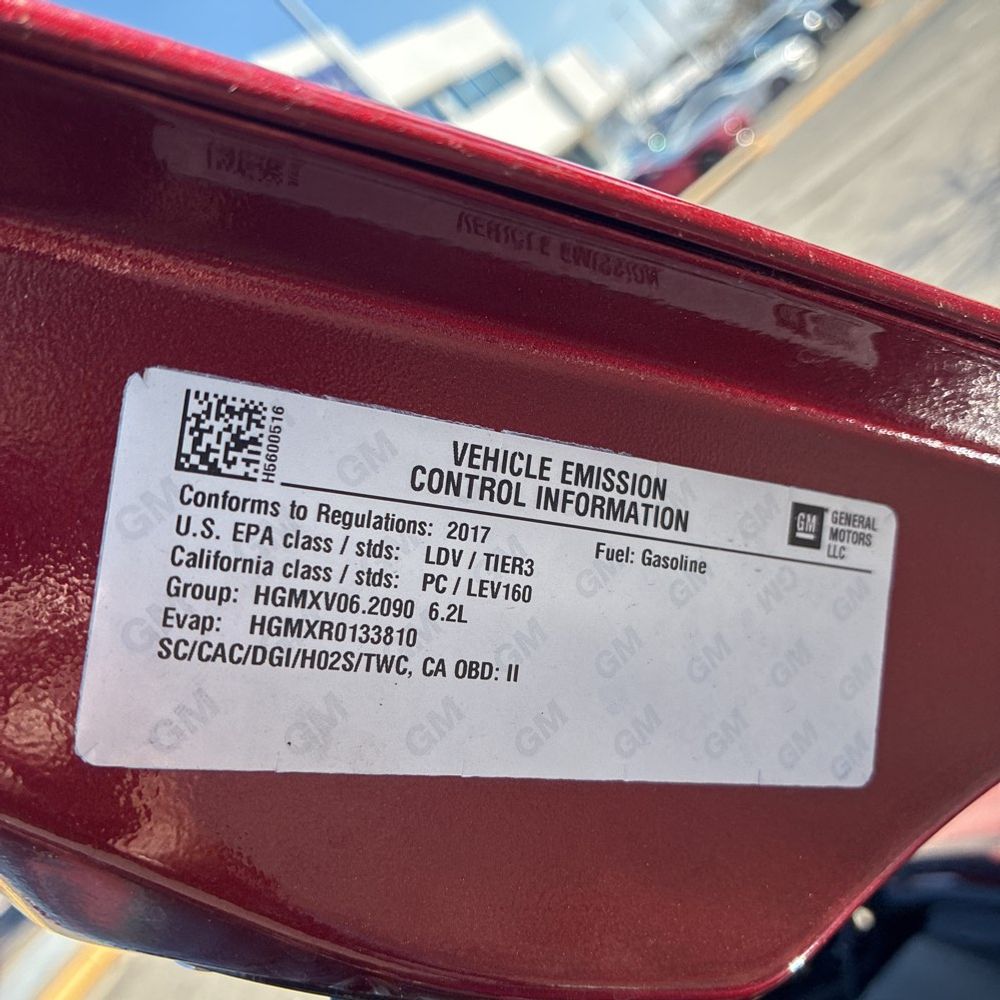 H5600516
VEHICLE EMISSION
CONTROL INFORMATION
GM GENERAL
MOTORS
LLC
Conforms to Regulations: 2017
Fuel: Gasoline
U.S. EPA class / stds: LDV / TIER3
California class / stds: PC / LEV160
Group: HGMXV06.2090 6.2L
Evap: HGMXR0133810
SC/CAC/DGI/H02S/TWC, CA OBD: II